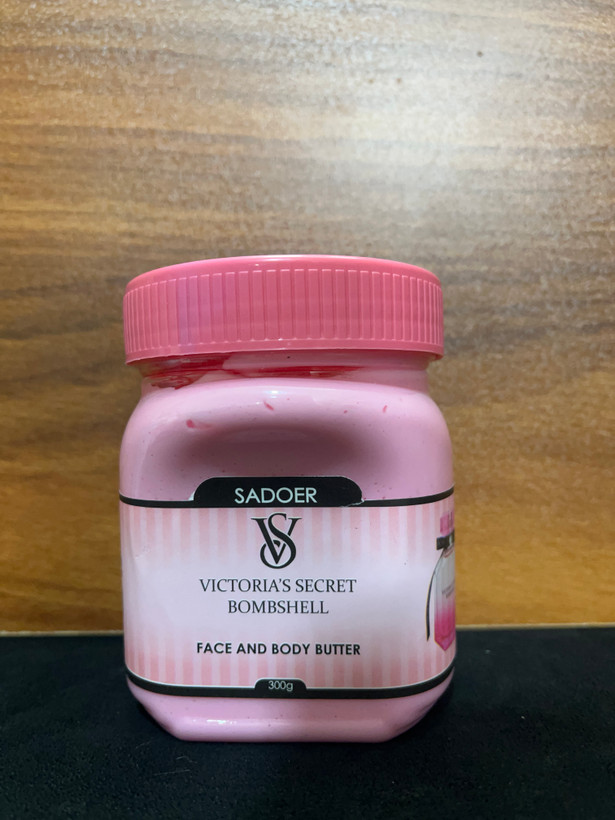 SADOER
VS
VICTORIA'S SECRET
BOMBSHELL
FACE AND BODY BUTTER
300g